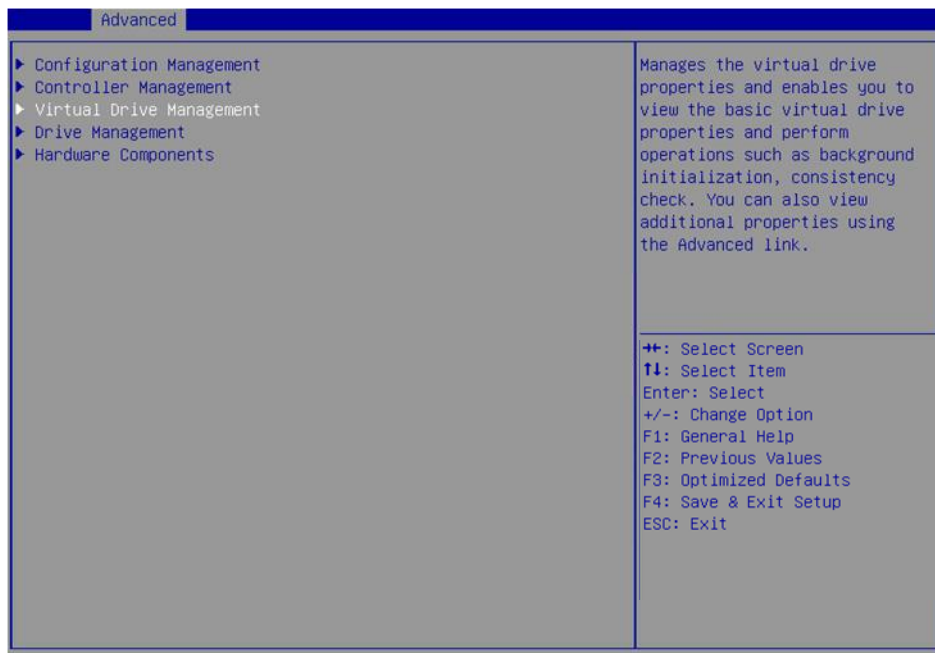 Advanced
Configuration Management
Controller Management
Virtual Drive Management
Drive Management
Hardware Components
Manages the virtual drive
properties and enables you to
view the basic virtual drive
properties and perform
operations such as background
initialization, consistency
check. You can also view
additional properties using
the Advanced link.
→←: Select Screen
↑↓: Select Item
Enter: Select
+/-: Change Option
F1: General Help
F2: Previous Values
F3: Optimized Defaults
F4: Save & Exit Setup
ESC: Exit